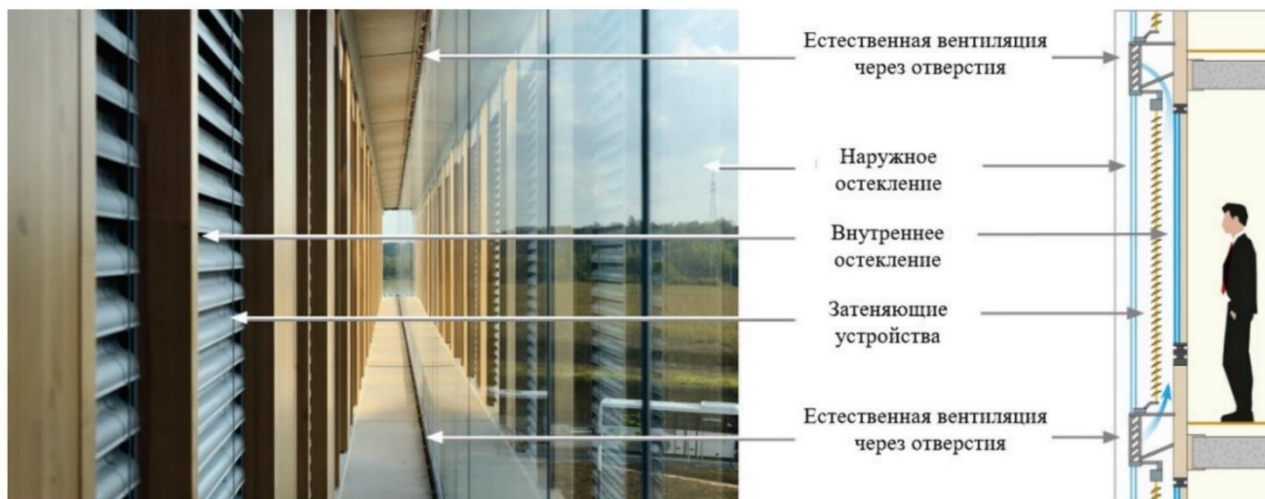 Естественная вентиляция
через отверстия
Наружное
остекление
Внутреннее
остекление
Затеняющие
устройства
Естественная вентиляция
через отверстия